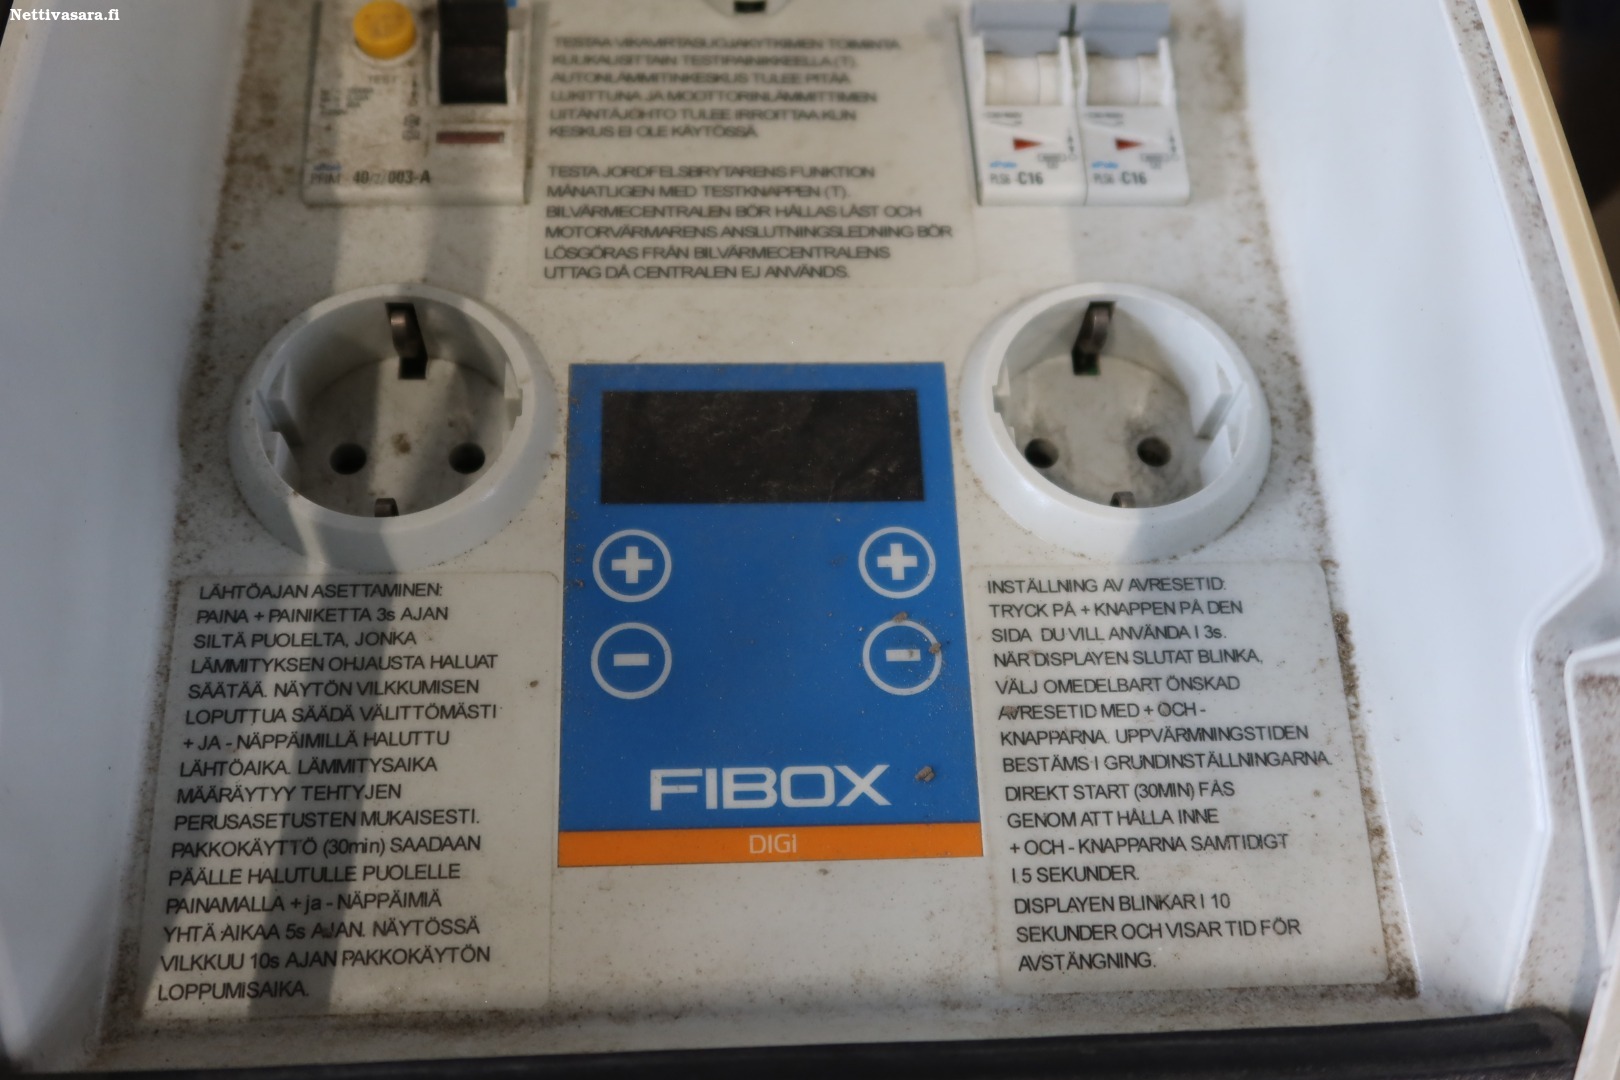 Nettivasara.fi
TEST
40/2/003-A
TESTAA VIKAVIRTASUOJAKYTKIMEN TOIMINTA
KUUKAUSITTAIN TESTIPAINIKKEELLA (T).
AUTONLÄMMITINKESKUS TULEE PITÄÄ
LUKITTUNA JA MOOTTORINLÄMMITTIMEN
LIITÄNTÄJOHTO TULEE IRROITTAA KUN
KESKUS EI OLE KÄYTÖSSÄ.
TESTA JORDFELSBRYTARENS FUNKTION
MÅNATLIGEN MED TESTKNAPPEN (T).
BILVÄRMECENTRALEN BÖR HÅLLAS LÅST OCH
MOTORVÄRMARENS ANSLUTNINGSLEDNING BÖR
LÖSGÖRAS FRÅN BILVÄRMECENTRALENS
UTTAG DÅ CENTRALEN EJ ANVÄNDS.
C16
C16
LÄHTÖAJAN ASETTAMINEN:
PAINA + PAINIKETTA 3s AJAN
SILTÄ PUOLELTA, JONKA
LÄMMITYKSEN OHJAUSTA HALUAT
SÄÄTÄÄ. NÄYTÖN VILKKUMISEN
LOPUTTUA SÄÄDÄ VÄLITTÖMÄSTI
+ JA - NÄPPÄIMILLÄ HALUTTU
LÄHTÖAIKA. LÄMMITYSAIKA
MÄÄRÄYTYY TEHTYJEN
PERUSASETUSTEN MUKAISESTI.
PAKKOKÄYTTÖ (30min) SAADAAN
PÄÄLLE HALUTULLE PUOLELLE
PAINAMALLA + ja - NÄPPÄIMIÄ
YHTÄ AIKAA 5s AJAN. NÄYTÖSSÄ
VILKKUU 10s AJAN PAKKOKÄYTÖN
LOPPUMISAIKA.
FIBOX
DIGI
INSTÄLLNING AV AVRESETID:
TRYCK PÅ + KNAPPEN PÅ DEN
SIDA DU VILL ANVÄNDA I 3s.
NÄR DISPLAYEN SLUTAT BLINKA,
VÄLJ OMEDELBART ÖNSKAD
AVRESETID MED + OCH -
KNAPPARNA. UPPVÄRMNINGSTIDEN
BESTÄMS I GRUNDINSTÄLLNINGARNA.
DIREKT START (30MIN) FÅS
GENOM ATT HÅLLA INNE
+ OCH - KNAPPARNA SAMTIDIGT
I 5 SEKUNDER.
DISPLAYEN BLINKAR I 10
SEKUNDER OCH VISAR TID FÖR
AVSTÄNGNING.